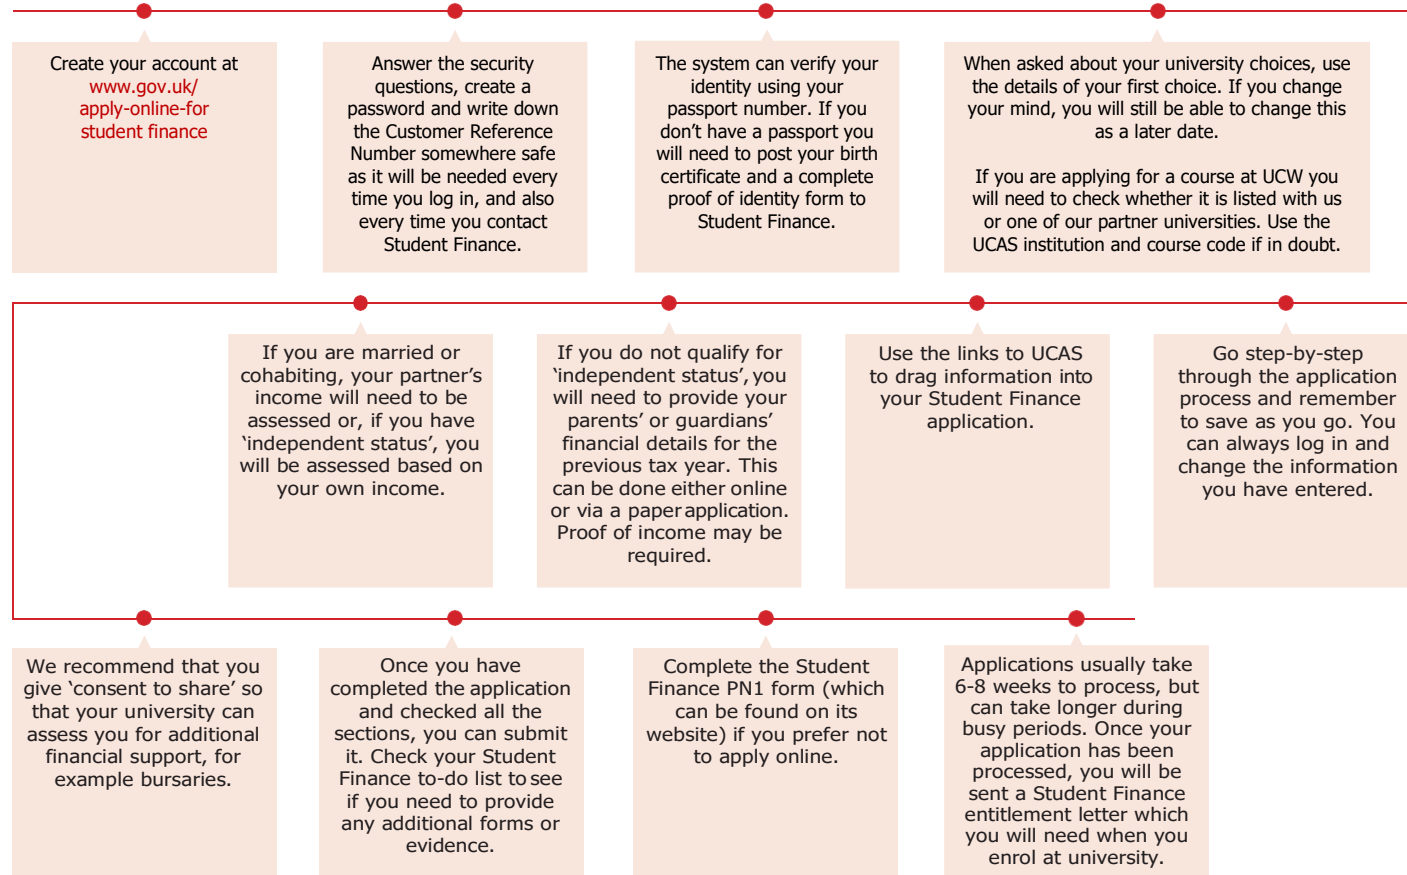 Create your account at
www.gov.uk/
apply-online-for
student finance
Answer the security
questions, create a
password and write down
the Customer Reference
Number somewhere safe
as it will be needed every
time you log in, and also
every time you contact
Student Finance.
The system can verify your
identity using your
passport number. If you
don’t have a passport you
will need to post your birth
certificate and a complete
proof of identity form to
Student Finance.
When asked about your university choices, use
the details of your first choice. If you change
your mind, you will still be able to change this
as a later date.
If you are applying for a course at UCW you
will need to check whether it is listed with us
or one of our partner universities. Use the
UCAS institution and course code if in doubt.
Go step-by-step
through the application
process and remember
to save as you go. You
can always log in and
change the information
you have entered.
Use the links to UCAS
to drag information into
your Student Finance
application.
If you do not qualify for
‘independent status’, you
will need to provide your
parents’ or guardians’
financial details for the
previous tax year. This
can be done either online
or via a paper application.
Proof of income may be
required.
If you are married or
cohabiting, your partner’s
income will need to be
assessed or, if you have
‘independent status’, you
will be assessed based on
your own income.
We recommend that you
give ‘consent to share’ so
that your university can
assess you for additional
financial support, for
example bursaries.
Once you have
completed the application
and checked all the
sections, you can submit
it. Check your Student
Finance to-do list to see
if you need to provide
any additional forms or
evidence.
Complete the Student
Finance PN1 form (which
can be found on its
website) if you prefer not
to apply online.
Applications usually take
6-8 weeks to process, but
can take longer during
busy periods. Once your
application has been
processed, you will be
sent a Student Finance
entitlement letter which
you will need when you
enrol at university.